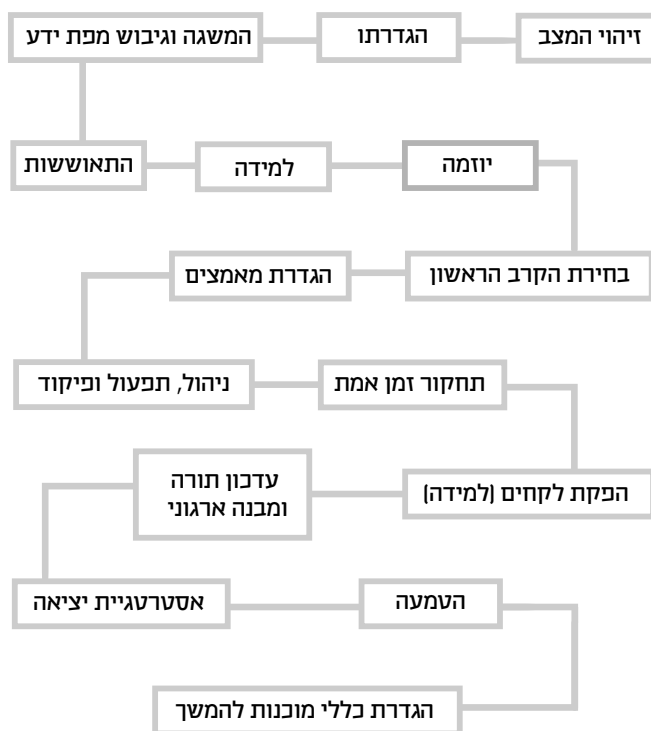 זיהוי המצב
הגדרתו
המשגה וגיבוש מפת ידע
התאוששות
למידה
יוזמה
בחירת הקרב הראשון
הגדרת מאמצים
ניהול, תפעול ופיקוד
תחקור זמן אמת
הפקת לקחים (למידה)
עדכון תורה
ומבנה ארגוני
אסטרטגיית יציאה
הטמעה
הגדרת כללי מוכנות להמשך